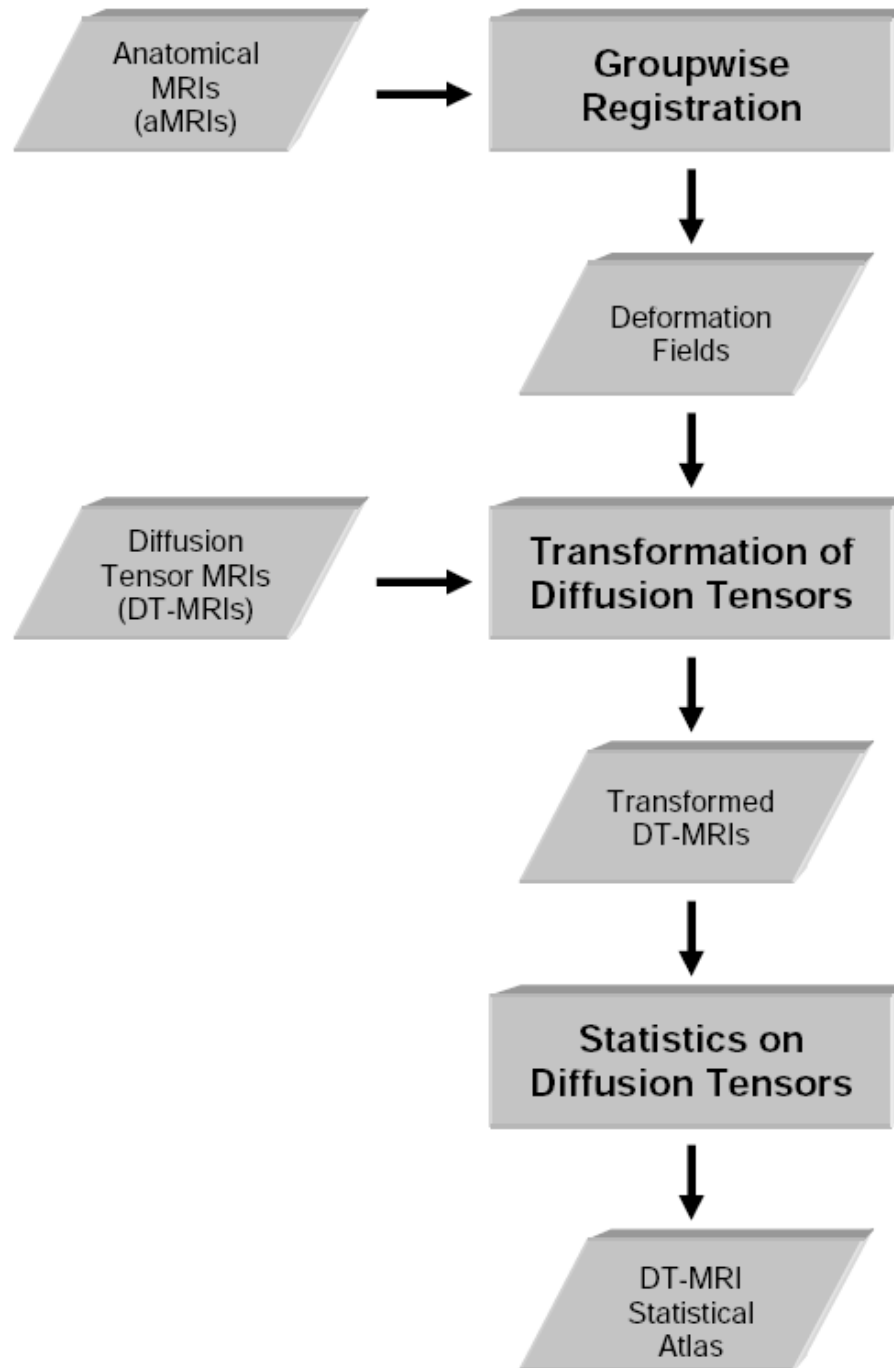 Anatomical
MRIs
(aMRIs)
Groupwise
Registration
Deformation
Fields
Diffusion
Tensor MRIs
(DT-MRIs)
Transformation of
Diffusion Tensors
Transformed
DT-MRIs
Statistics on
Diffusion Tensors
DT-MRI
Statistical
Atlas